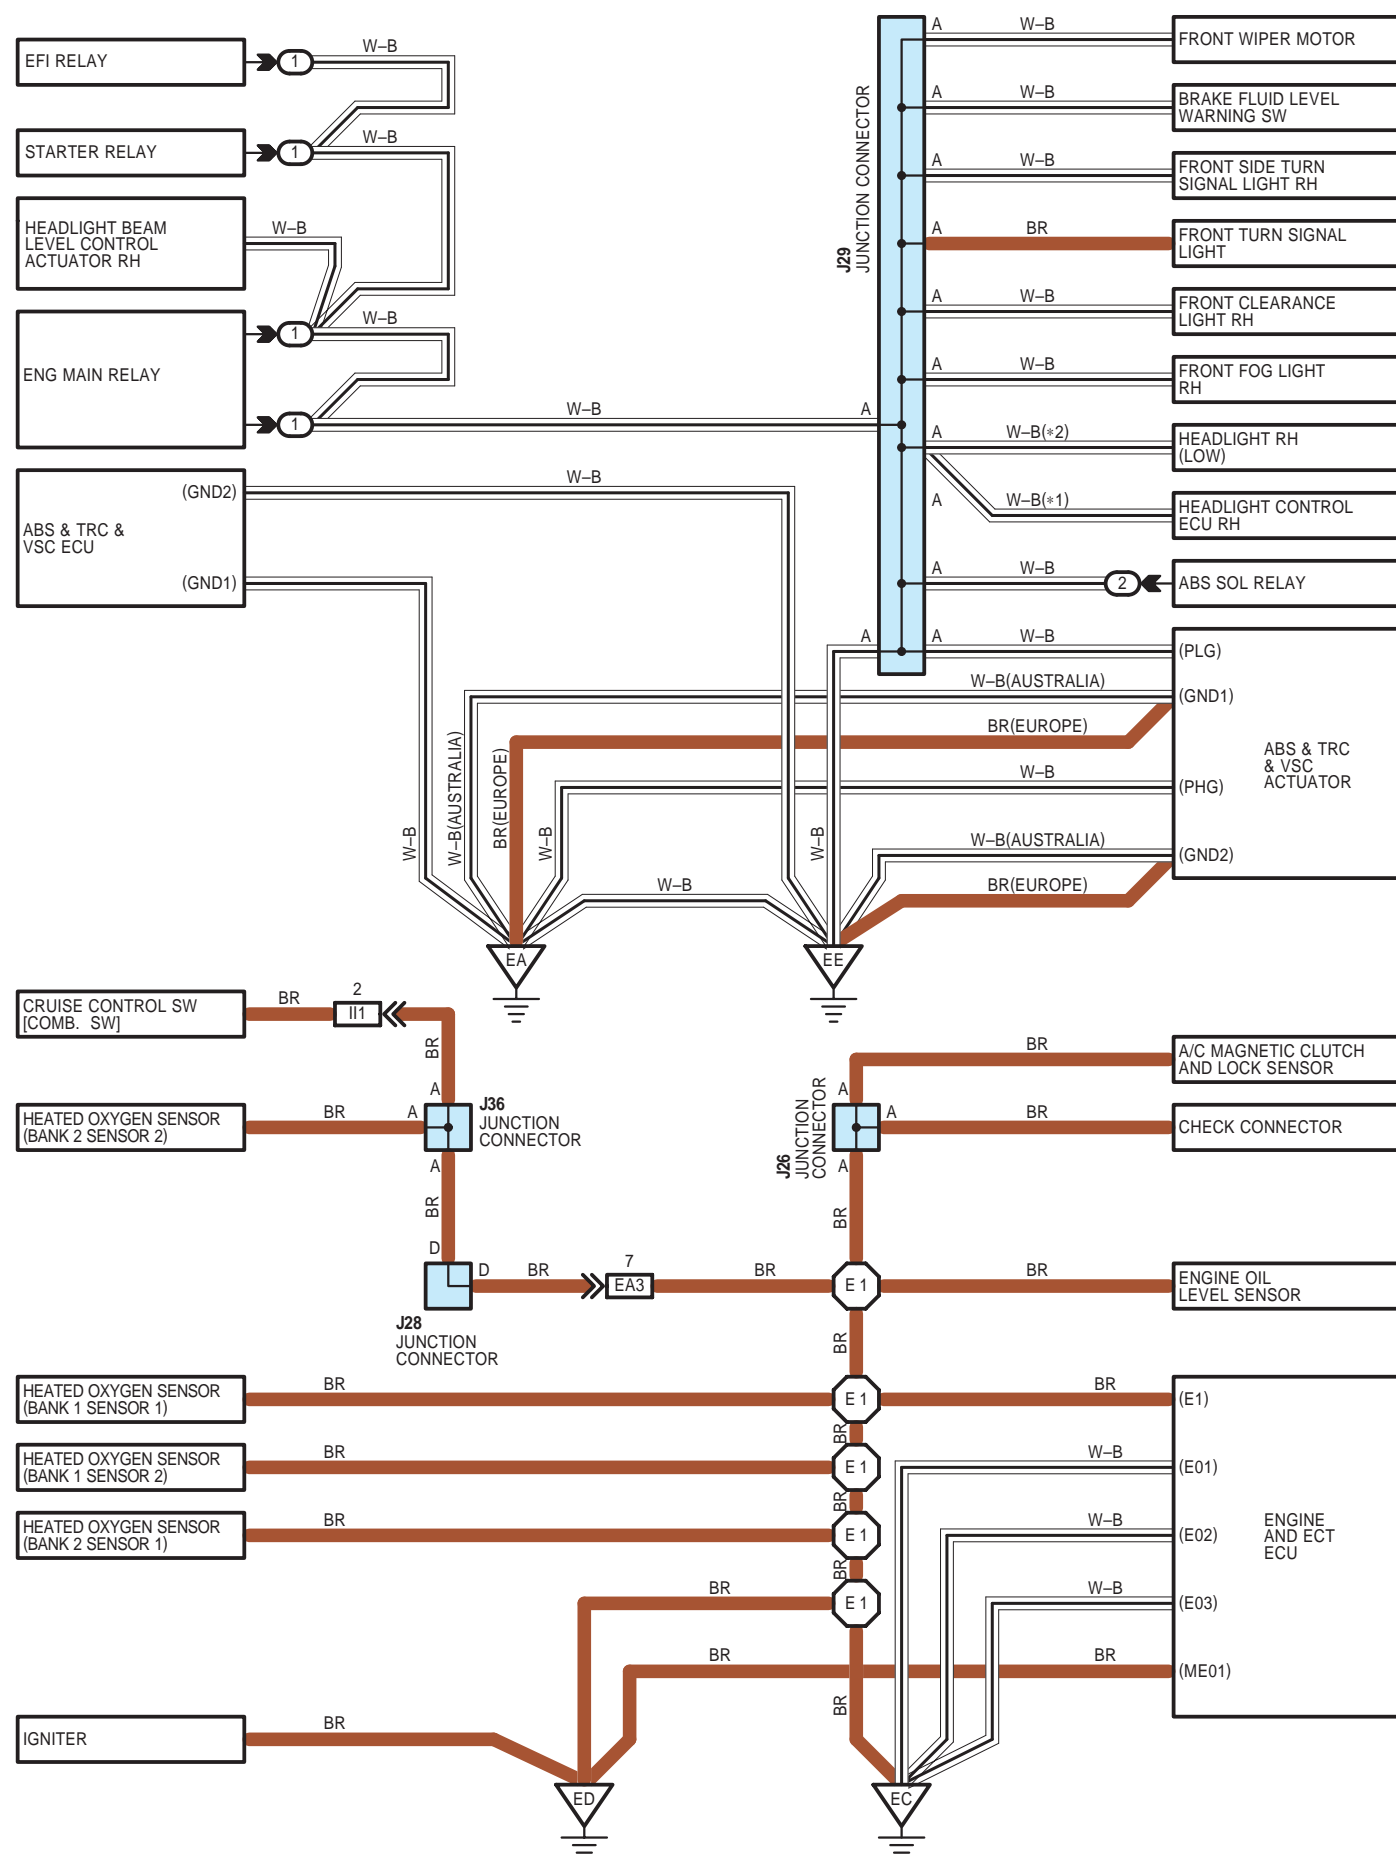 EFI RELAY
1
W–B
STARTER RELAY
1
W–B
HEADLIGHT BEAM
LEVEL CONTROL
ACTUATOR RH
W–B
ENG MAIN RELAY
1
W–B
1
W–B
A
ABS & TRC &
VSC ECU
(GND2)
W–B
(GND1)
J29
JUNCTION CONNECTOR
A
W–B
FRONT WIPER MOTOR
A
W–B
BRAKE FLUID LEVEL
WARNING SW
A
W–B
FRONT SIDE TURN
SIGNAL LIGHT RH
A
BR
FRONT TURN SIGNAL
LIGHT
A
W–B
FRONT CLEARANCE
LIGHT RH
A
W–B
FRONT FOG LIGHT
RH
A
W–B(∗2)
HEADLIGHT RH
(LOW)
A
W–B(∗1)
HEADLIGHT CONTROL
ECU RH
A
W–B
2
ABS SOL RELAY
A
A
W–B
(PLG)
W–B(AUSTRALIA)
(GND1)
BR(EUROPE)
W–B
(PHG)
W–B(AUSTRALIA)
(GND2)
BR(EUROPE)
ABS & TRC
& VSC
ACTUATOR
W–B
W–B(AUSTRALIA)
BR(EUROPE)
W–B
W–B
W–B
EA
EE
CRUISE CONTROL SW
[COMB. SW]
BR
2
II1
BR
A
HEATED OXYGEN SENSOR
(BANK 2 SENSOR 2)
BR
A
J36
JUNCTION
CONNECTOR
A
BR
D
D
J28
JUNCTION
CONNECTOR
BR
7
EA3
BR
BR
A/C MAGNETIC CLUTCH
AND LOCK SENSOR
A
A
BR
CHECK CONNECTOR
J26
JUNCTION
CONNECTOR
A
BR
E 1
BR
ENGINE OIL
LEVEL SENSOR
BR
HEATED OXYGEN SENSOR
(BANK 1 SENSOR 1)
BR
E 1
BR
(E1)
BR
HEATED OXYGEN SENSOR
(BANK 1 SENSOR 2)
BR
E 1
W–B
(E01)
BR
HEATED OXYGEN SENSOR
(BANK 2 SENSOR 1)
BR
E 1
W–B
(E02)
ENGINE
AND ECT
ECU
BR
BR
E 1
W–B
(E03)
BR
BR
(ME01)
BR
IGNITER
BR
ED
EC